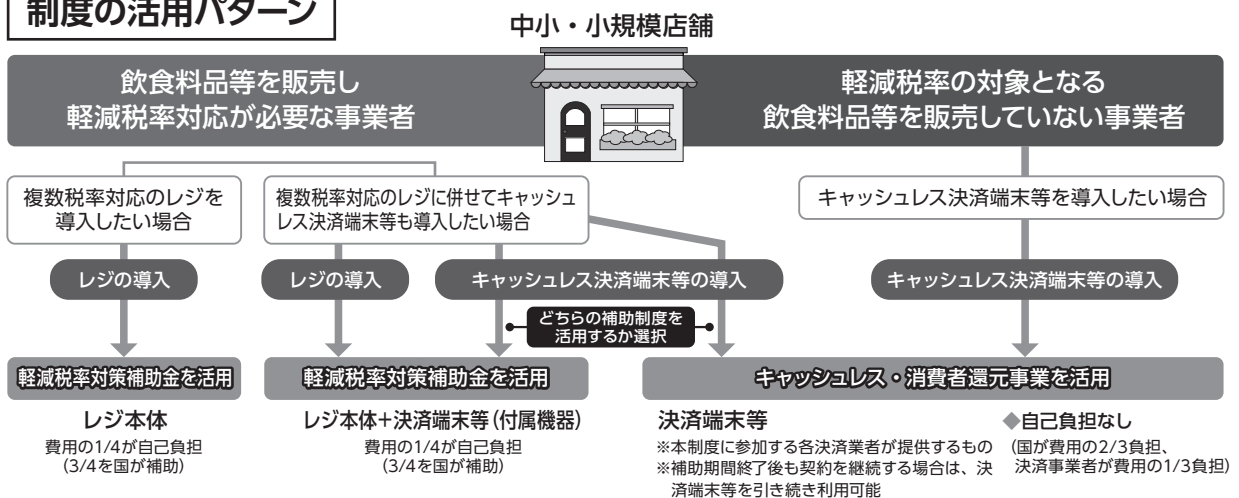 制度の活用パターン
中小・小規模店舗
飲食料品等を販売し
軽減税率対応が必要な事業者
軽減税率の対象となる
飲食料品等を販売していない事業者
複数税率対応のレジを
導入したい場合
複数税率対応のレジに併せてキャッシュ
レス決済端末等も導入したい場合
キャッシュレス決済端末等を導入したい場合
レジの導入
レジの導入
キャッシュレス決済端末等の導入
キャッシュレス決済端末等の導入
どちらの補助制度を
活用するか選択
軽減税率対策補助金を活用
軽減税率対策補助金を活用
キャッシュレス・消費者還元事業を活用
レジ本体
費用の1/4が自己負担
(3/4を国が補助)
レジ本体+決済端末等(付属機器)
費用の1/4が自己負担
(3/4を国が補助)
決済端末等
※本制度に参加する各決済業者が提供するもの
※補助期間終了後も契約を継続する場合は、決
済端末等を引き続き利用可能
◆自己負担なし
(国が費用の2/3負担、
決済事業者が費用の1/3負担)